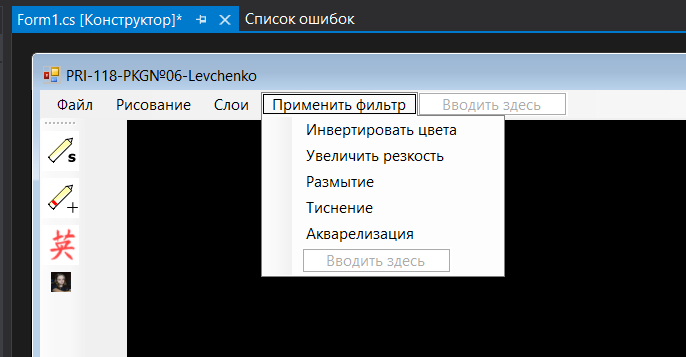 Form1.cs [Конструктор]* Список ошибок
PRI-118-PKG№06-Levchenko
Файл Рисование Слои Применить фильтр Вводить здесь
Инвертировать цвета
s
Увеличить резкость
Размытие
Тиснение
英
Акварелизация
Вводить здесь